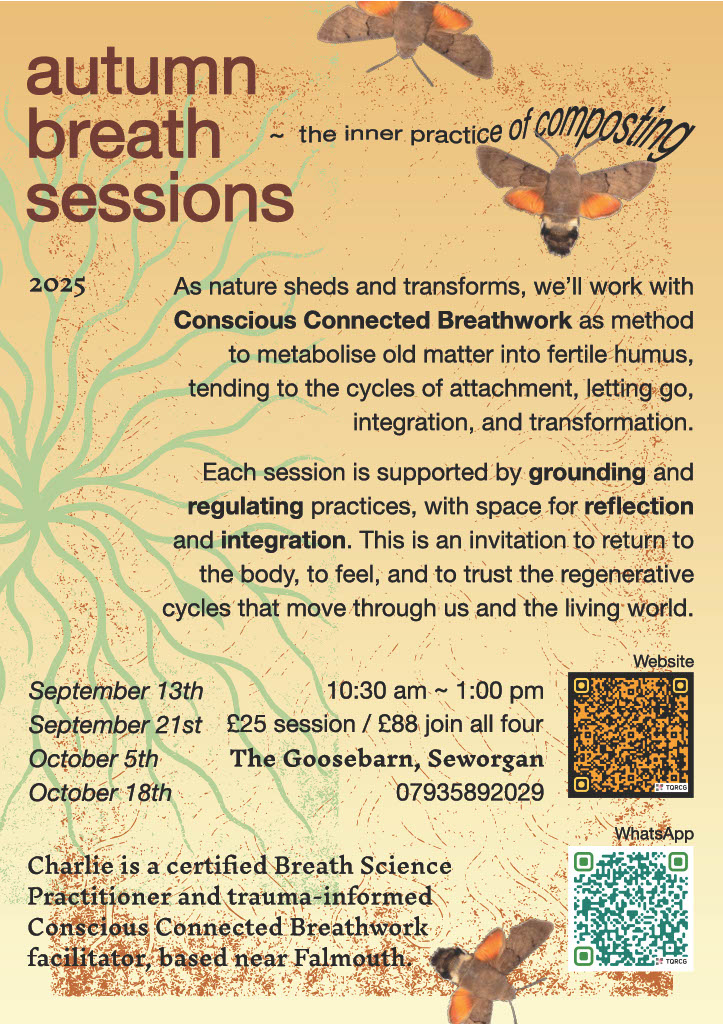 autumn
breath
sessions
~ the inner practice of composting
2025
As nature sheds and transforms, we'll work with
Conscious Connected Breathwork as method
to metabolise old matter into fertile humus,
tending to the cycles of attachment, letting go,
integration, and transformation.
Each session is supported by grounding and
regulating practices, with space for reflection
and integration. This is an invitation to return to
the body, to feel, and to trust the regenerative
cycles that move through us and the living world.
September 13th
September 21st
October 5th
October 18th
10:30 am ~ 1:00 pm
£25 session / £88 join all four
The Goosebarn, Seworgan
07935892029
Website
TQRCG
WhatsApp
TQRCG
Charlie is a certified Breath Science
Practitioner and trauma-informed
Conscious Connected Breathwork
facilitator, based near Falmouth.